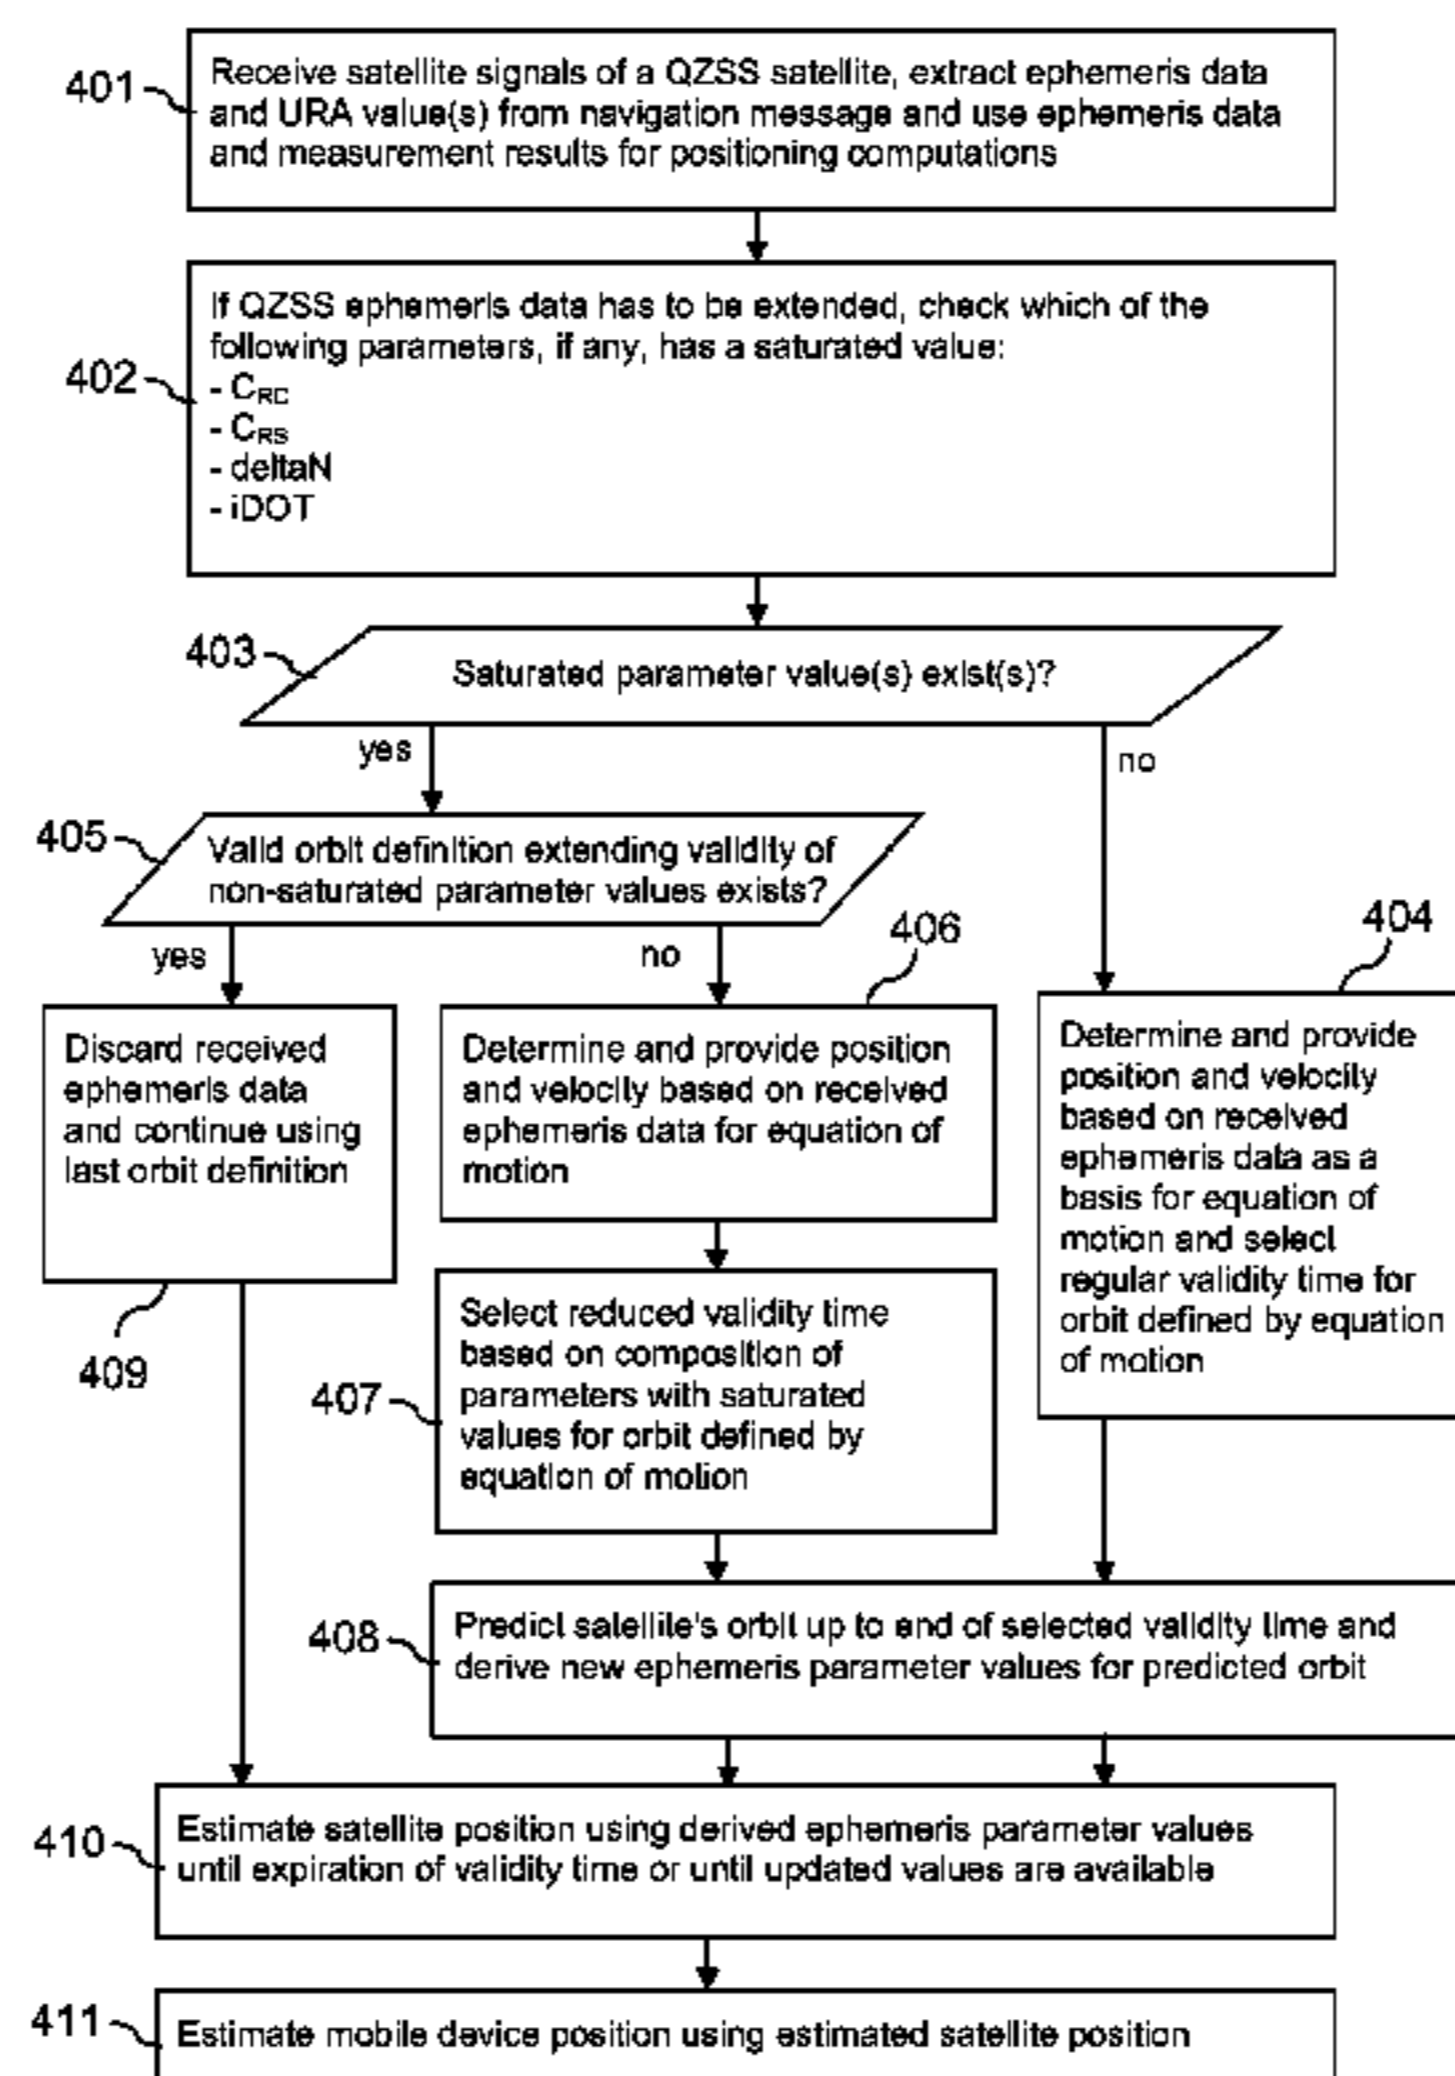 401
Receive satellite signals of a QZSS satellite, extract ephemeris data
and URA value(s) from navigation message and use ephemeris data
and measurement results for positioning computations
402
If QZSS ephemeris data has to be extended, check which of the
following parameters, if any, has a saturated value:
- CRC
- CRS
- deltaN
- iDOT
403
Saturated parameter value(s) exist(s)?
yes
no
405
Valid orbit definition extending validity of
non-saturated parameter values exists?
yes
no
406
404
Discard received
ephemeris data
and continue using
last orbit definition
409
Determine and provide position
and velocity based on received
ephemeris data for equation of
motion
Determine and provide
position and velocity
based on received
ephemeris data as a
basis for equation of
motion and select
regular validity time for
orbit defined by equation
of motion
407
Select reduced validity time
based on composition of
parameters with saturated
values for orbit defined by
equation of motion
408
Predict satellite's orbit up to end of selected validity time and
derive new ephemeris parameter values for predicted orbit
410
Estimate satellite position using derived ephemeris parameter values
until expiration of validity time or until updated values are available
411
Estimate mobile device position using estimated satellite position